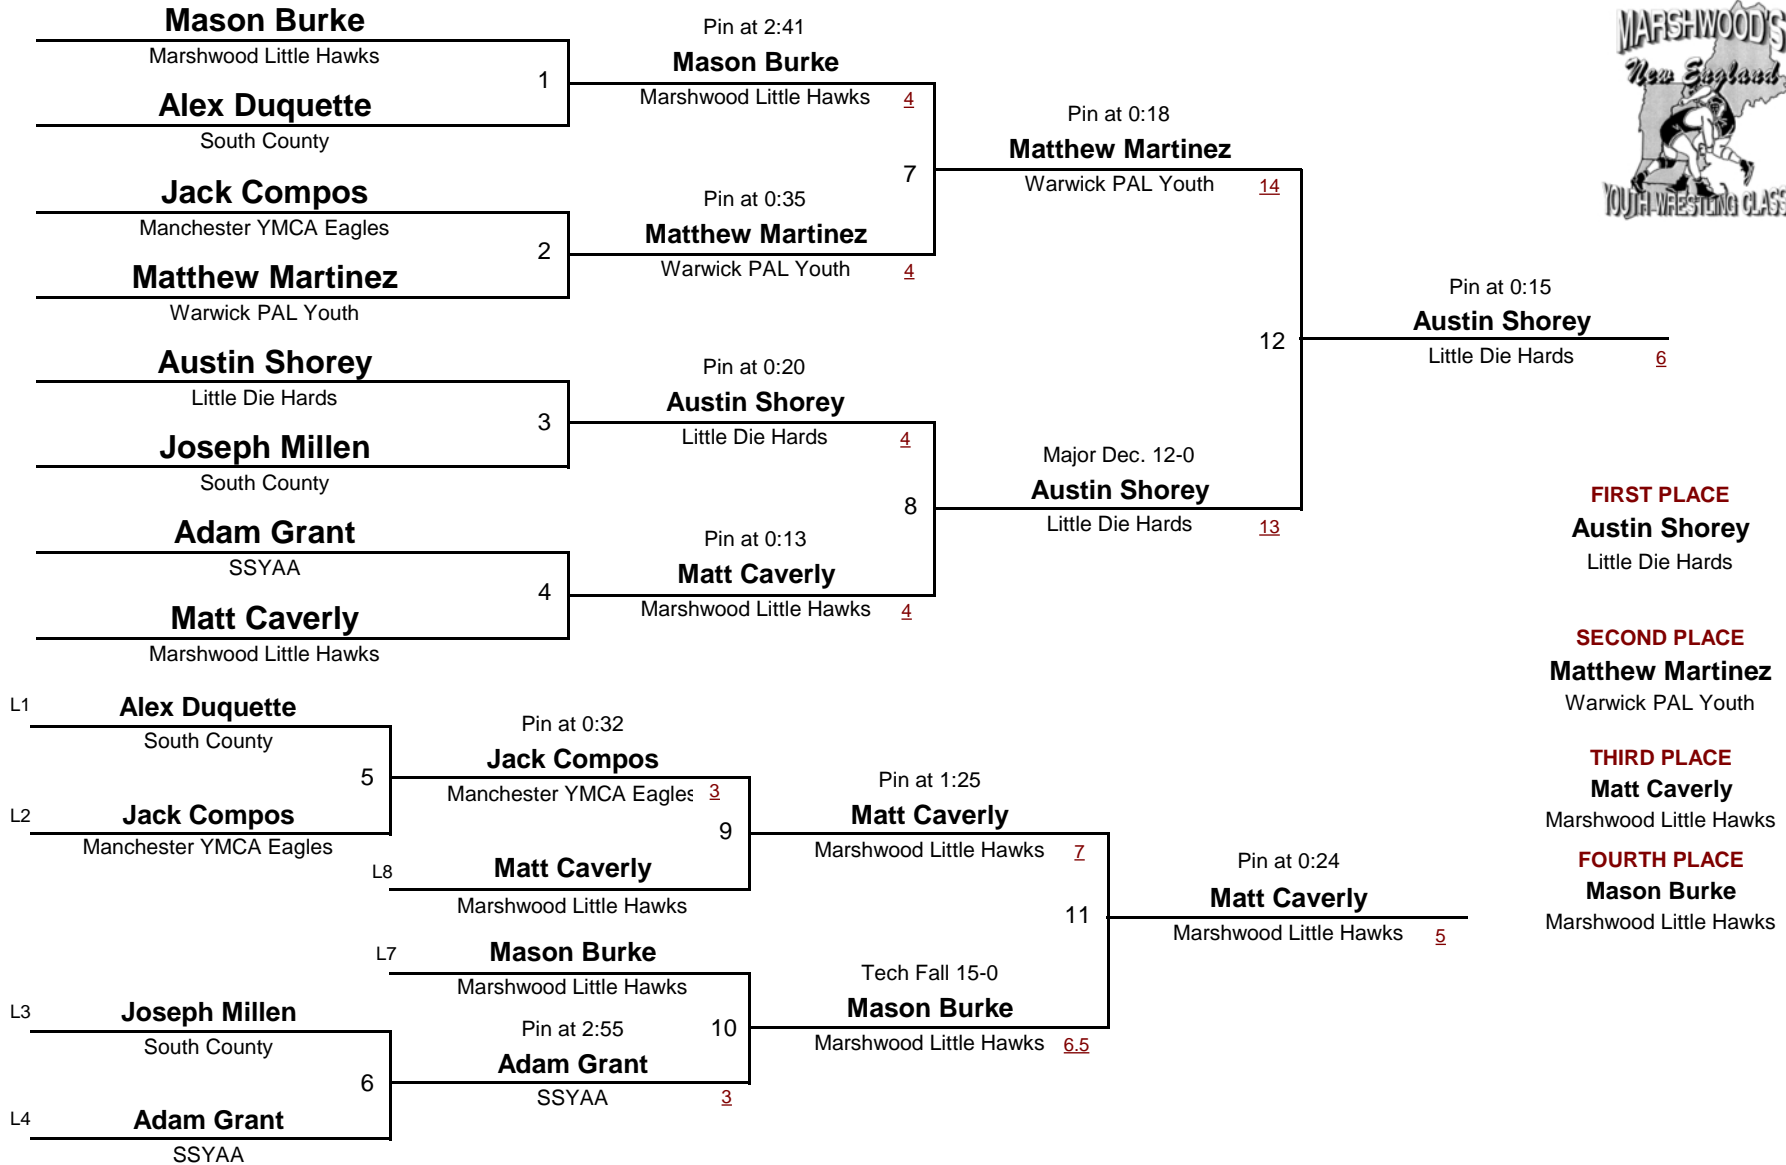 Mason Burke
Marshwood Little Hawks
1
Alex Duquette
South County
Pin at 2:41
Mason Burke
Marshwood Little Hawks 4
Jack Compos
Manchester YMCA Eagles
2
Matthew Martinez
Warwick PAL Youth
Pin at 0:35
Matthew Martinez
Warwick PAL Youth 4
7
Pin at 0:18
Matthew Martinez
Warwick PAL Youth 14
Austin Shorey
Little Die Hards
3
Joseph Millen
South County
Pin at 0:20
Austin Shorey
Little Die Hards 4
Adam Grant
SSYAA
4
Matt Caverly
Marshwood Little Hawks
Pin at 0:13
Matt Caverly
Marshwood Little Hawks 4
8
Major Dec. 12-0
Austin Shorey
Little Die Hards 13
12
Pin at 0:15
Austin Shorey
Little Die Hards 6
MARSHWOOD'S
New England
YOUTH WRESTLING CLASS
FIRST PLACE
Austin Shorey
Little Die Hards
SECOND PLACE
Matthew Martinez
Warwick PAL Youth
THIRD PLACE
Matt Caverly
Marshwood Little Hawks
FOURTH PLACE
Mason Burke
Marshwood Little Hawks
L1 Alex Duquette
South County
5
L2 Jack Compos
Manchester YMCA Eagles
Pin at 0:32
Jack Compos
Manchester YMCA Eagles 3
9
L8 Matt Caverly
Marshwood Little Hawks
Pin at 1:25
Matt Caverly
Marshwood Little Hawks 7
L7 Mason Burke
Marshwood Little Hawks
10
L3 Joseph Millen
South County
6
L4 Adam Grant
SSYAA
Pin at 2:55
Adam Grant
SSYAA 3
Tech Fall 15-0
Mason Burke
Marshwood Little Hawks 6.5
11
Pin at 0:24
Matt Caverly
Marshwood Little Hawks 5